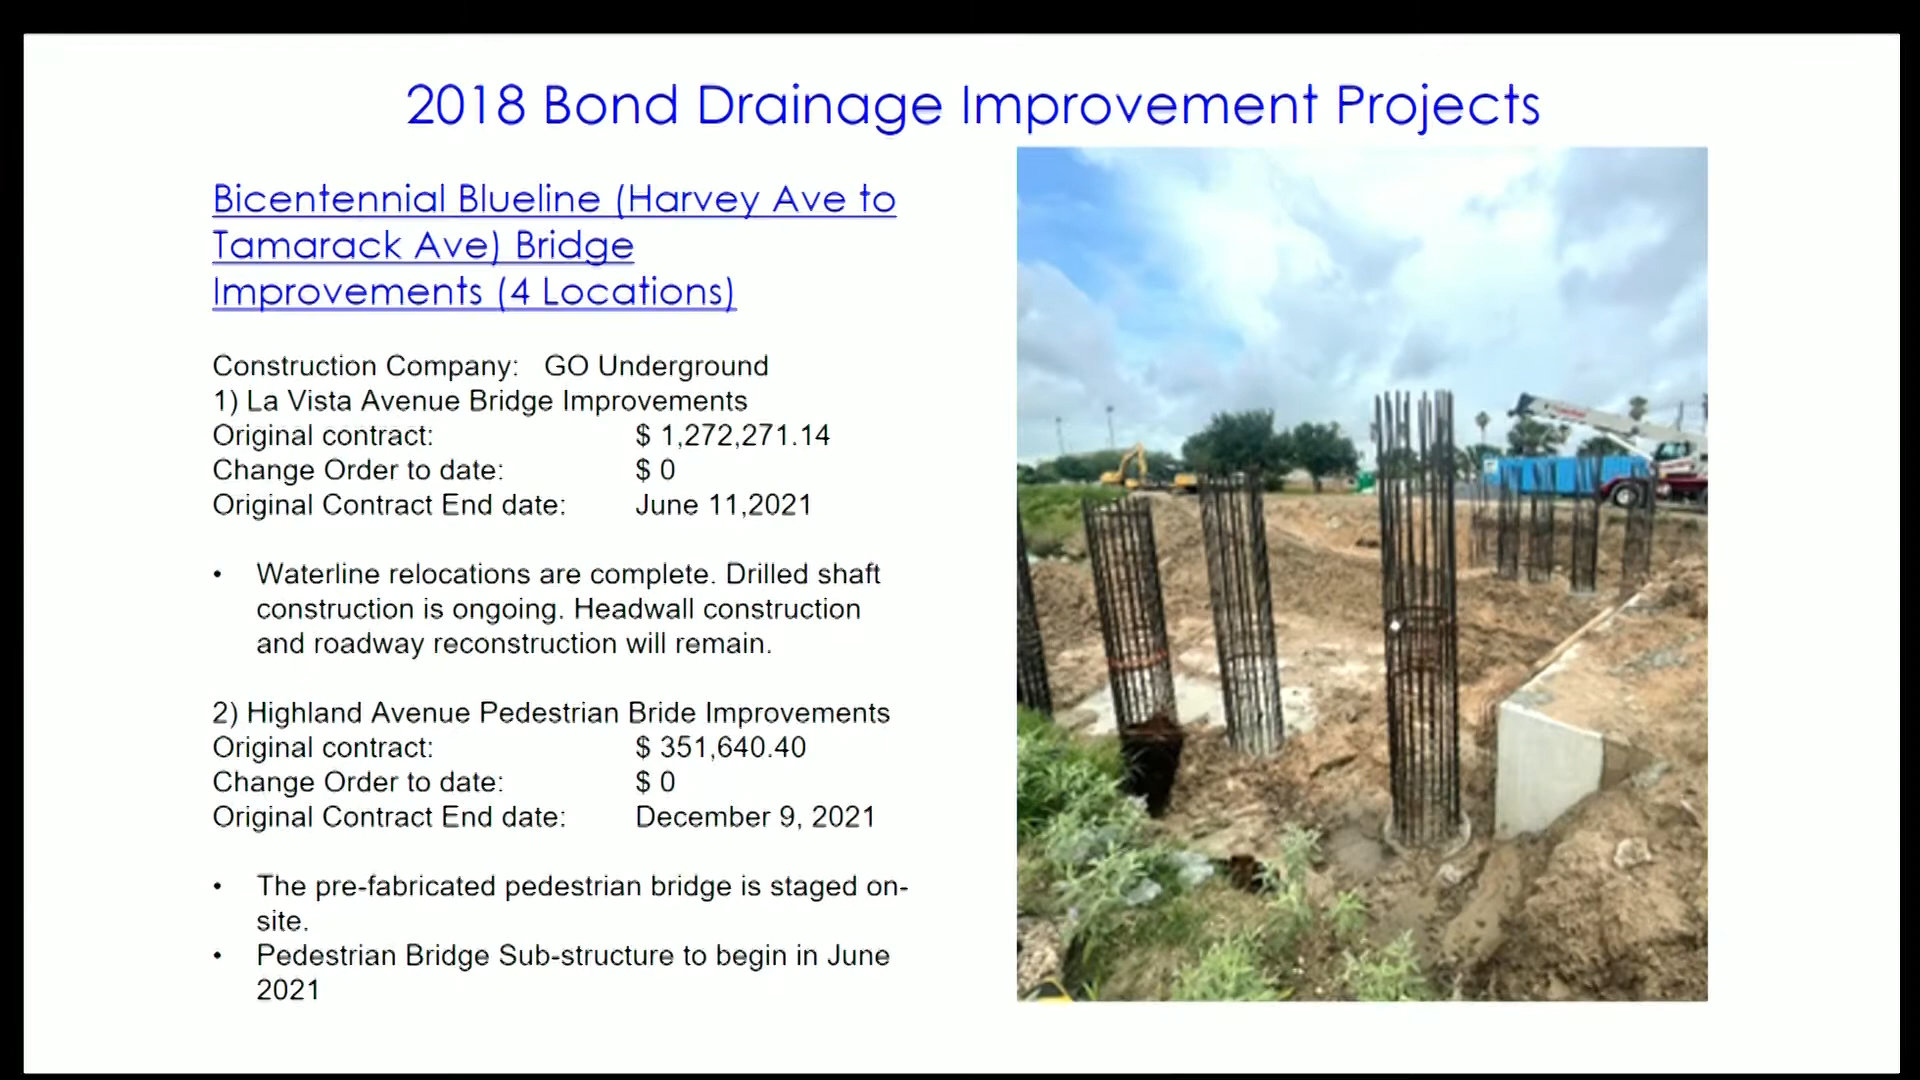 2018 Bond Drainage Improvement Projects
Bicentennial Blueline (Harvey Ave to
Tamarack Ave) Bridge
Improvements (4 Locations)
Construction Company: GO Underground
1) La Vista Avenue Bridge Improvements
Original contract: $ 1,272,271.14
Change Order to date: $ 0
Original Contract End date: June 11,2021
• Waterline relocations are complete. Drilled shaft
construction is ongoing. Headwall construction
and roadway reconstruction will remain.
2) Highland Avenue Pedestrian Bride Improvements
Original contract: $ 351,640.40
Change Order to date: $ 0
Original Contract End date: December 9, 2021
• The pre-fabricated pedestrian bridge is staged on-
site.
• Pedestrian Bridge Sub-structure to begin in June
2021